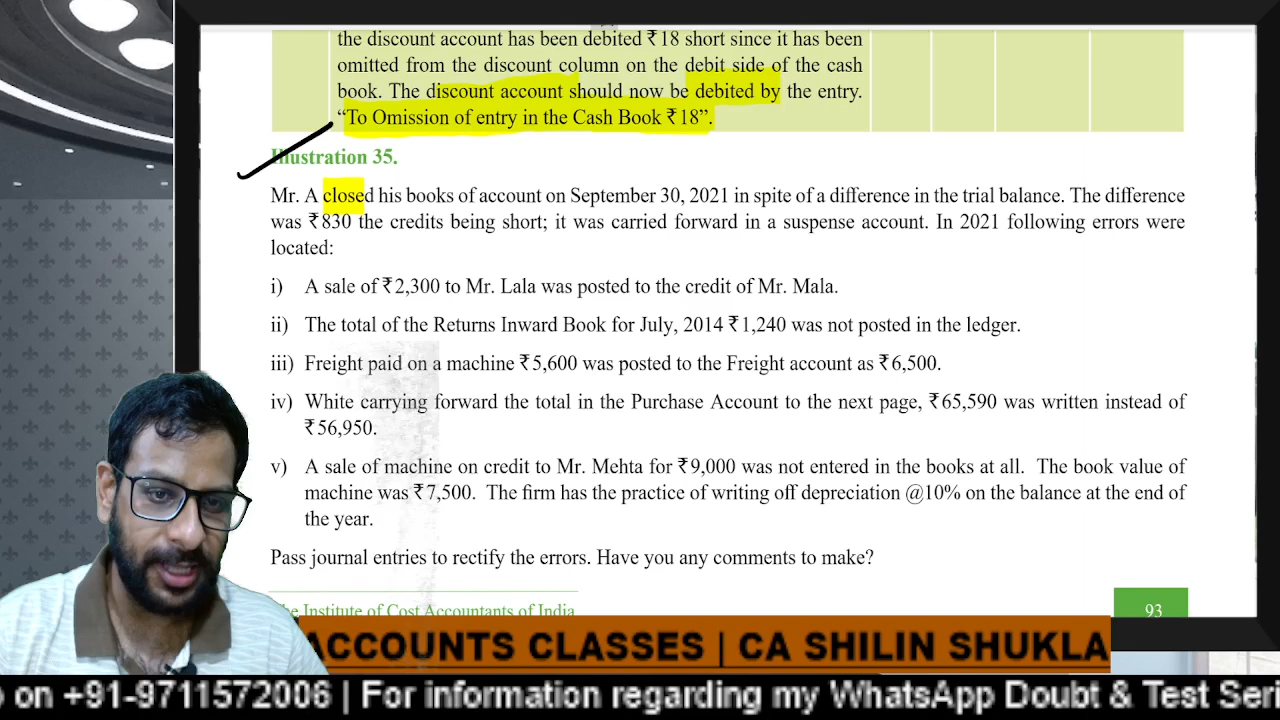 the discount account has been debited ₹18 short since it has been
omitted from the discount column on the debit side of the cash
book. The discount account should now be debited by the entry.
“To Omission of entry in the Cash Book ₹18”.
Illustration 35.
Mr. A closed his books of account on September 30, 2021 in spite of a difference in the trial balance. The difference
was ₹830 the credits being short; it was carried forward in a suspense account. In 2021 following errors were
located:
i) A sale of ₹2,300 to Mr. Lala was posted to the credit of Mr. Mala.
ii) The total of the Returns Inward Book for July, 2014 ₹1,240 was not posted in the ledger.
iii) Freight paid on a machine ₹5,600 was posted to the Freight account as ₹6,500.
iv) White carrying forward the total in the Purchase Account to the next page, ₹65,590 was written instead of
₹56,950.
v) A sale of machine on credit to Mr. Mehta for ₹9,000 was not entered in the books at all. The book value of
machine was ₹7,500. The firm has the practice of writing off depreciation @10% on the balance at the end of
the year.
Pass journal entries to rectify the errors. Have you any comments to make?
The Institute of Cost Accountants of India
93
ACCOUNTS CLASSES | CA SHILIN SHUKLA
on +91-9711572006 | For information regarding my WhatsApp Doubt & Test Seri